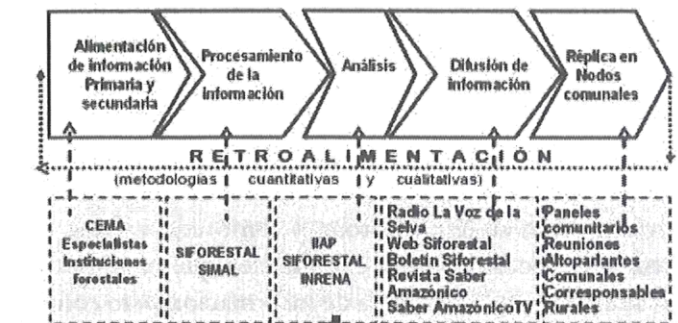 Alimentación
de información
Primaria y
secundaria
Procesamiento
de la
información
Análisis
Difusión de
información
Réplica en
Nodos
comunales
RETROALIMENTACIÓN
(metodologias cuantitativas y cualitativas)
CEMA
Especialistas
Instituciones
forestales
SIFORESTAL
SIMAL
IIAP
SIFORESTAL
INRENA
Radio La Voz de la
Selva
Web Siforestal
Boletín Siforestal
Revista Saber
Amazónico
Saber AmazónicoTV
Paneles
comunitarios
Reuniones
Altoparlantes
Comunales
Corresponsables
Rurales